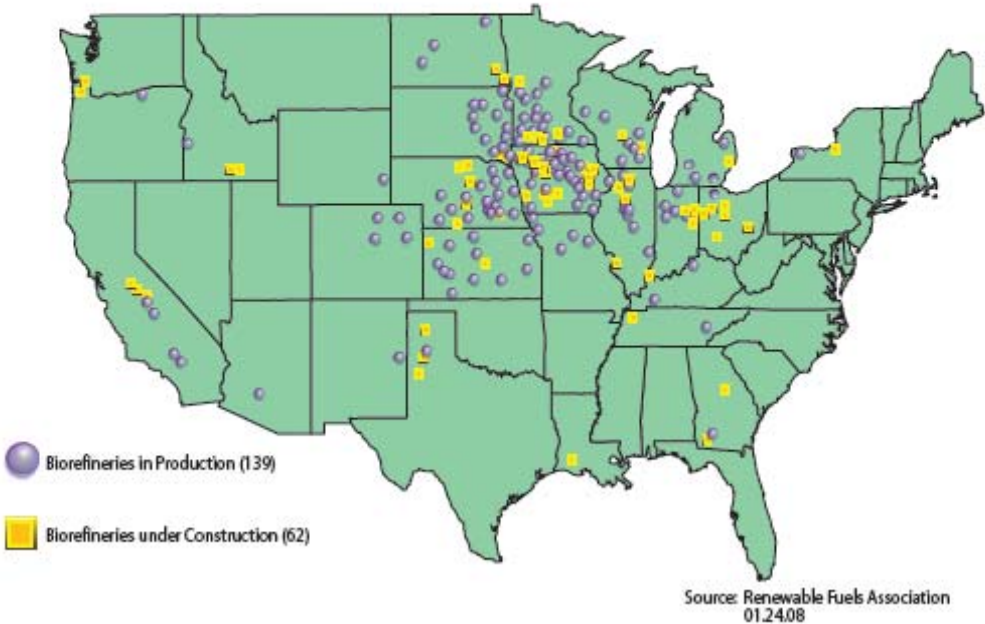 Biorefineries in Production (139)
Biorefineries under Construction (62)
Source: Renewable Fuels Association
01.24.08